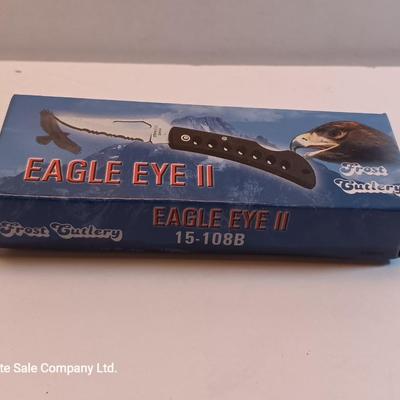 EAGLE EYE II
Frost
Cutlery
EAGLE EYE II
15-108B
Frost Cutlery
te Sale Company Ltd.